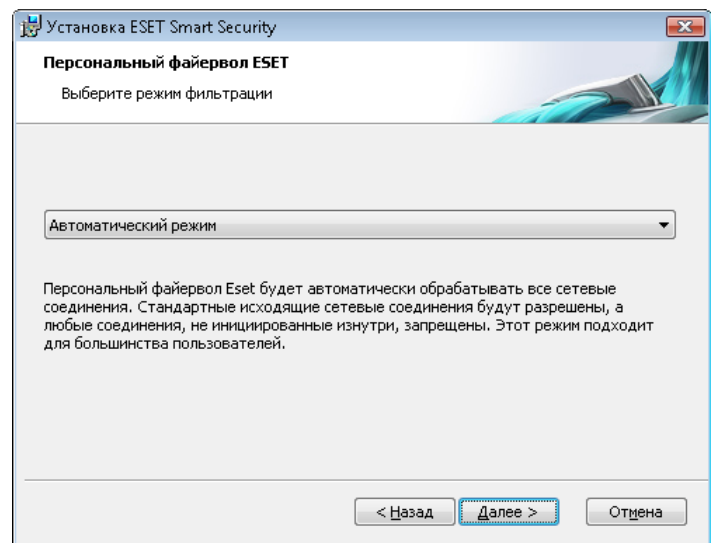 Установка ESET Smart Security
Персональный файервол ESET
Выберите режим фильтрации
Автоматический режим
Персональный файервол Eset будет автоматически обрабатывать все сетевые
соединения. Стандартные исходящие сетевые соединения будут разрешены, а
любые соединения, не инициированные изнутри, запрещены. Этот режим подходит
для большинства пользователей.
< Назад
Далее >
Отмена